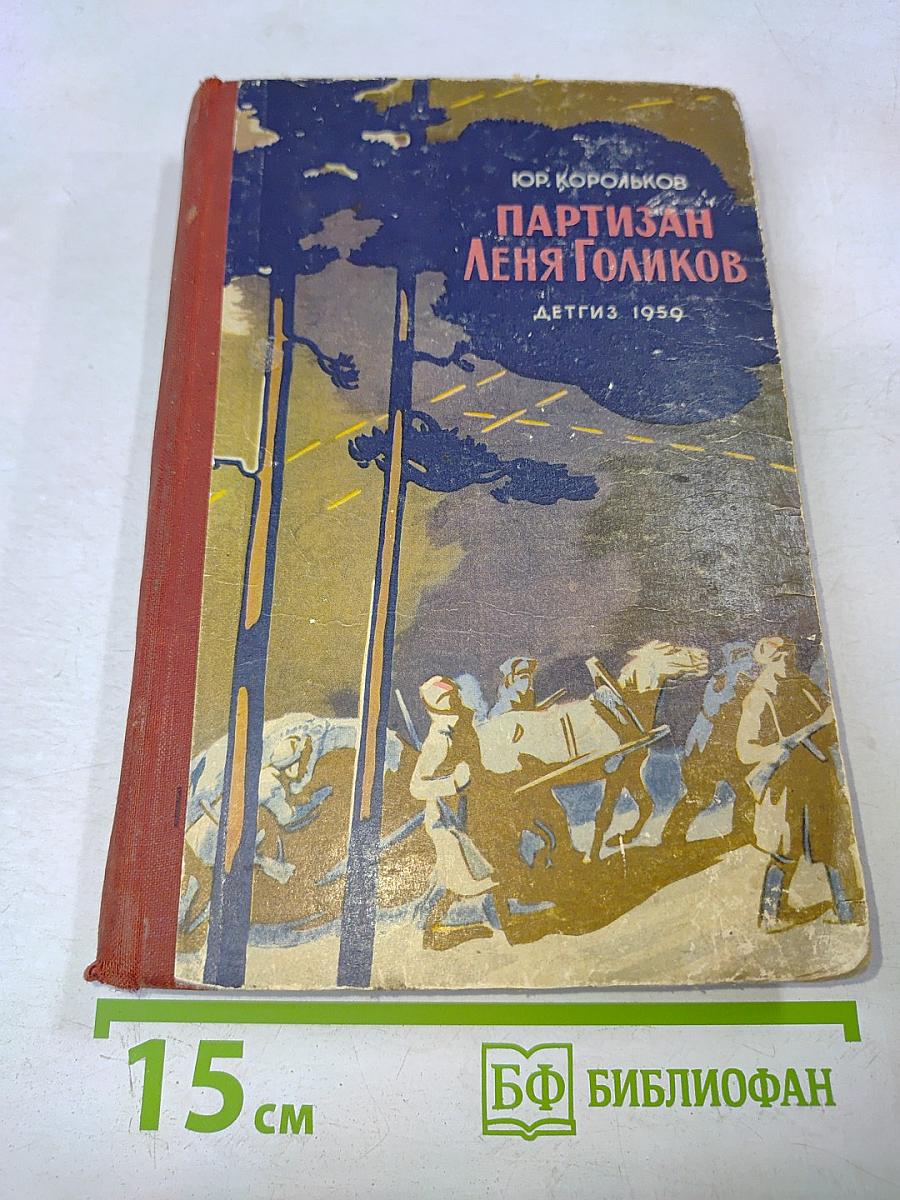 ЮР. КОРОЛЬКОВ
ПАРТИЗАН
ЛЕНЯ ГОЛИКОВ
ДЕТГИЗ 1959
15 см
БФ БИБЛИОФАН